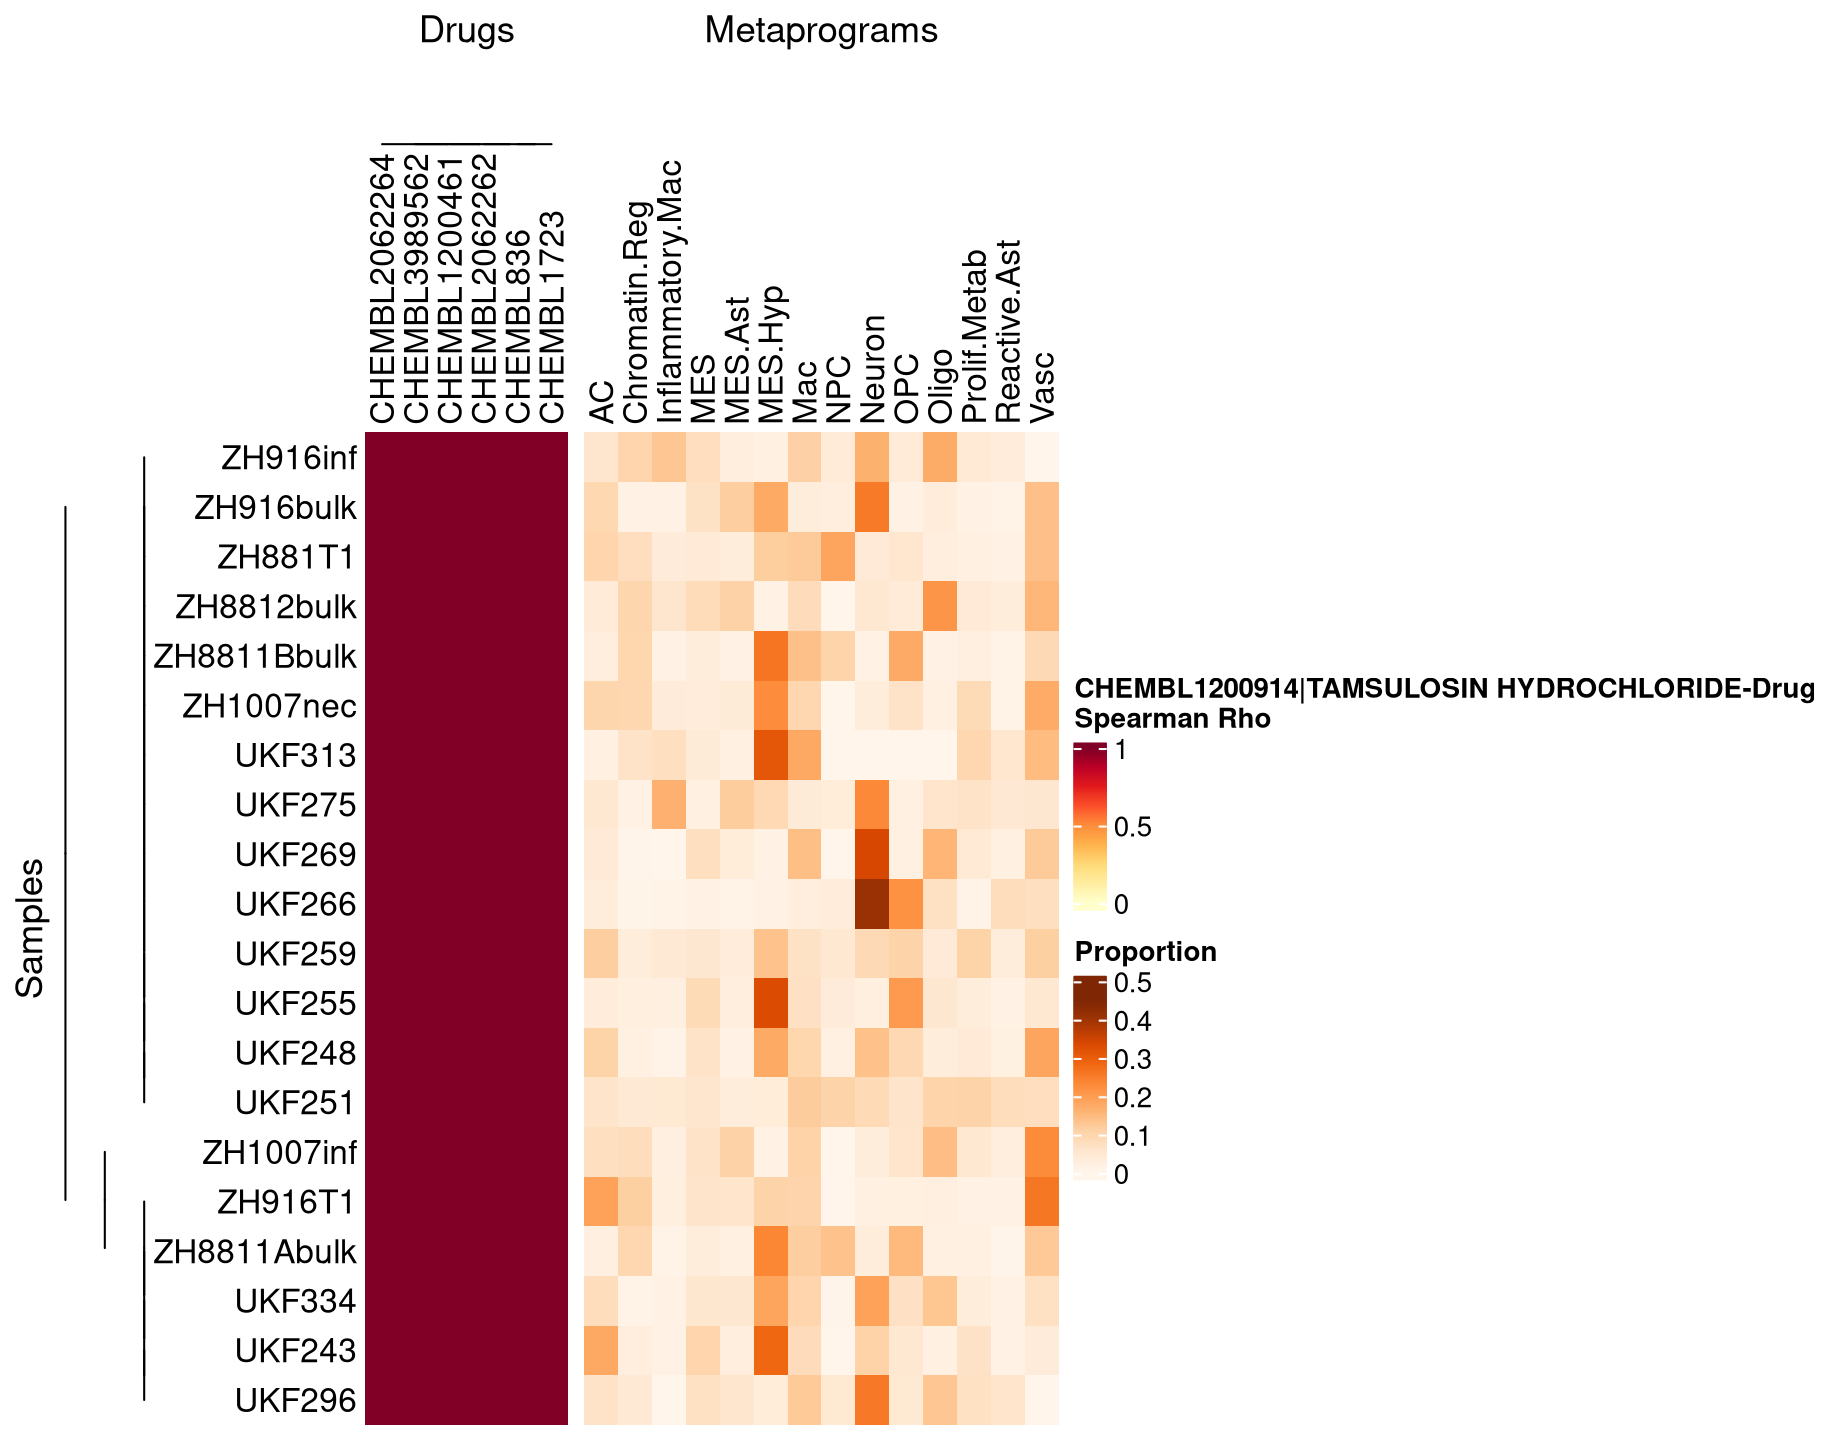 Drugs
Metaprograms
CHEMBL2062264
CHEMBL3989562
CHEMBL1200461
CHEMBL2062262
CHEMBL836
CHEMBL1723
AC
Chromatin.Reg
Inflammatory.Mac
MES
MES.Ast
MES.Hyp
Mac
NPC
Neuron
OPC
Oligo
Prolif.Metab
Reactive.Ast
Vasc
Samples
ZH916inf
ZH916bulk
ZH881T1
ZH8812bulk
ZH8811Bbulk
ZH1007nec
UKF313
UKF275
UKF269
UKF266
UKF259
UKF255
UKF248
UKF251
ZH1007inf
ZH916T1
ZH8811Abulk
UKF334
UKF243
UKF296
CHEMBL1200914|TAMSULOSIN HYDROCHLORIDE-Drug
Spearman Rho
1
0.5
0
Proportion
0.5
0.4
0.3
0.2
0.1
0